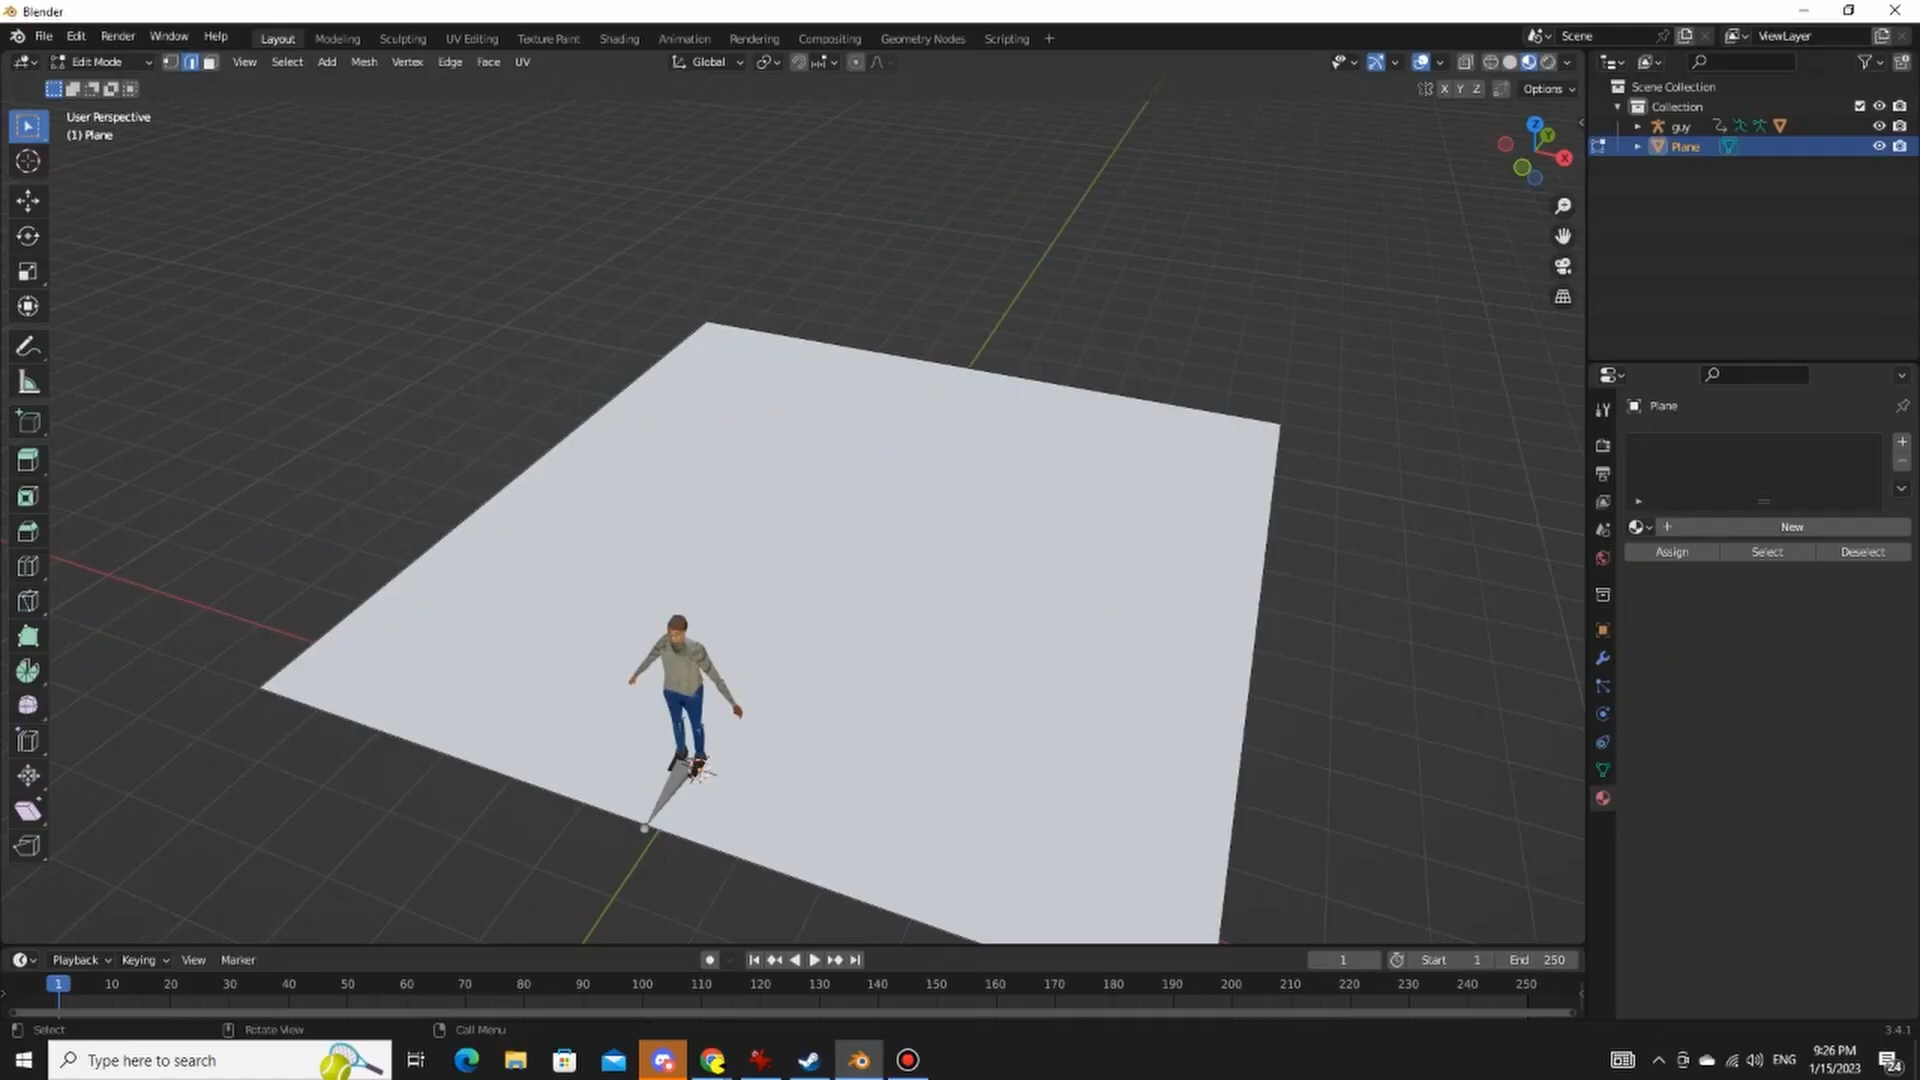 Blender
File Edit Render Window Help
Layout Modeling Sculpting UV Editing Texture Paint Shading Animation Rendering Compositing Geometry Nodes Scripting +
Scene
ViewLayer
Edit Mode
View Select Add Mesh Vertex Edge Face UV
Global
X Y Z
Options
User Perspective
(1) Plane
Z
Y
X
Scene Collection
Collection
guy
Plane
Plane
New
Assign Select Deselect
Playback Keying View Marker
1
Start 1 End 250
1 10 20 30 40 50 60 70 80 90 100 110 120 130 140 150 160 170 180 190 200 210 220 230 240 250
Select Rotate View Call Menu
3.4.1
Type here to search
ENG
9:26 PM
1/15/2023
24